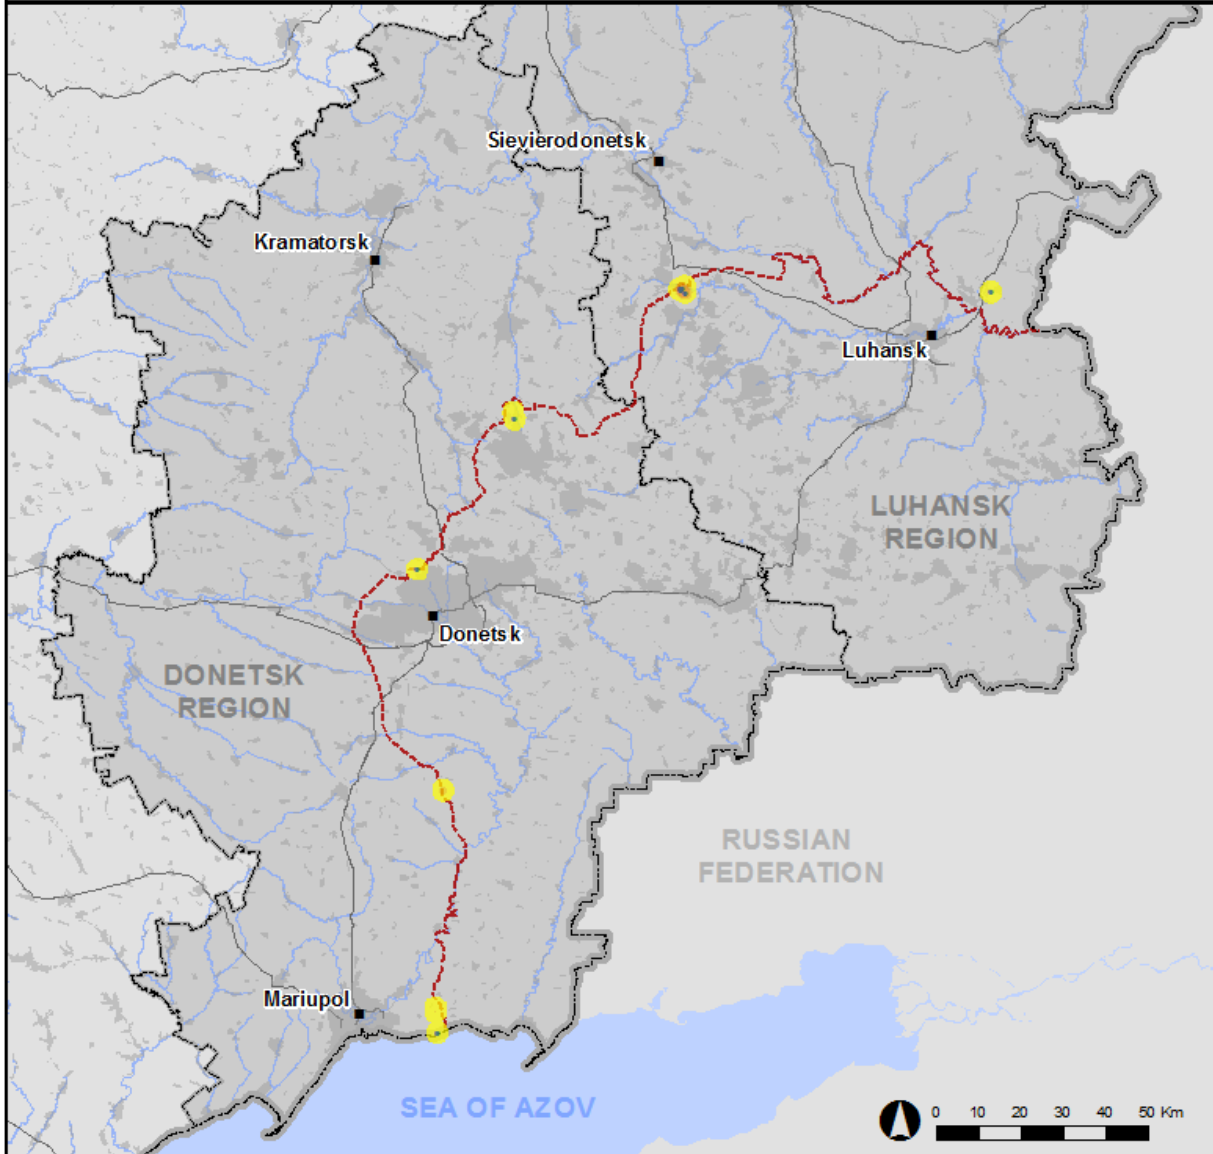 Sievierodonetsk
Kramatorsk
Luhansk
LUHANSK
REGION
Donetsk
DONETSK
REGION
RUSSIAN
FEDERATION
Mariupol
SEA OF AZOV
0 10 20 30 40 50 Km